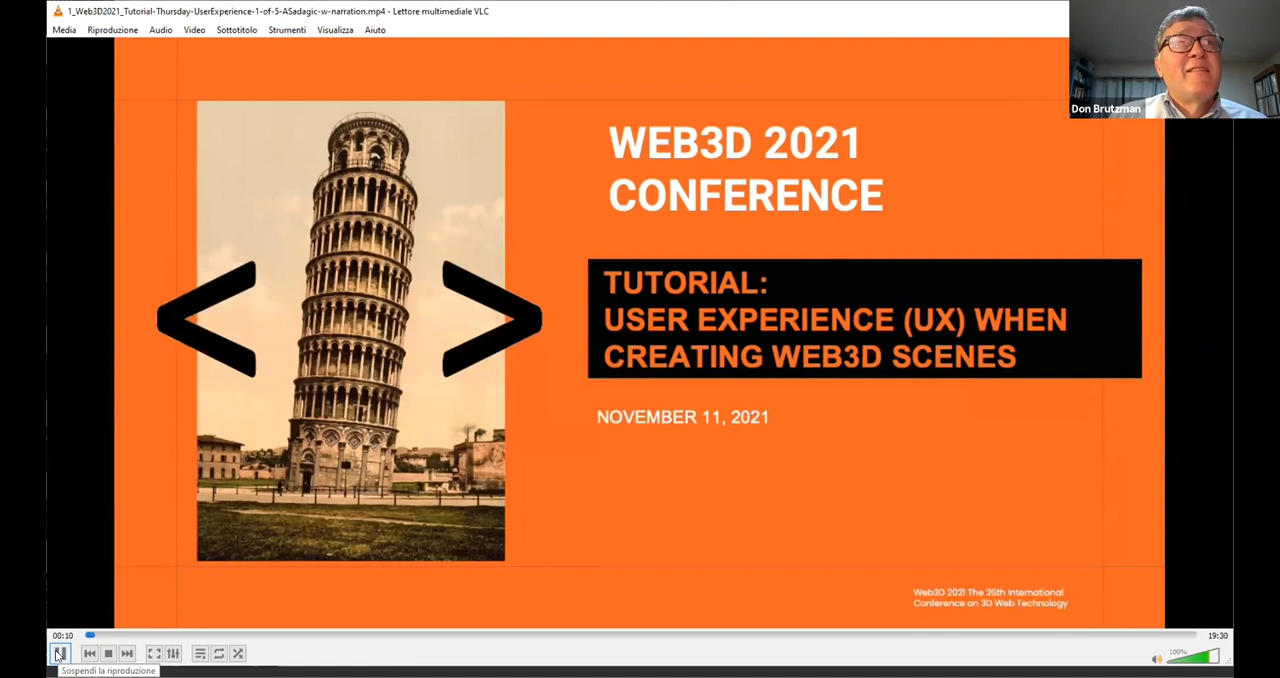 1_Web3D2021_Tutorial-Thursday-UserExperience-1-of-5-ASadagic-w-narration.mp4 - Lettore multimediale VLC
Media Riproduzione Audio Video Sottotitolo Strumenti Visualizza Aiuto
Don Brutzman
WEB3D 2021
CONFERENCE
TUTORIAL:
USER EXPERIENCE (UX) WHEN
CREATING WEB3D SCENES
NOVEMBER 11, 2021
< >
Web3D 2021 The 26th International
Conference on 3D Web Technology
00:10 19:30
100%
Sospendi la riproduzione